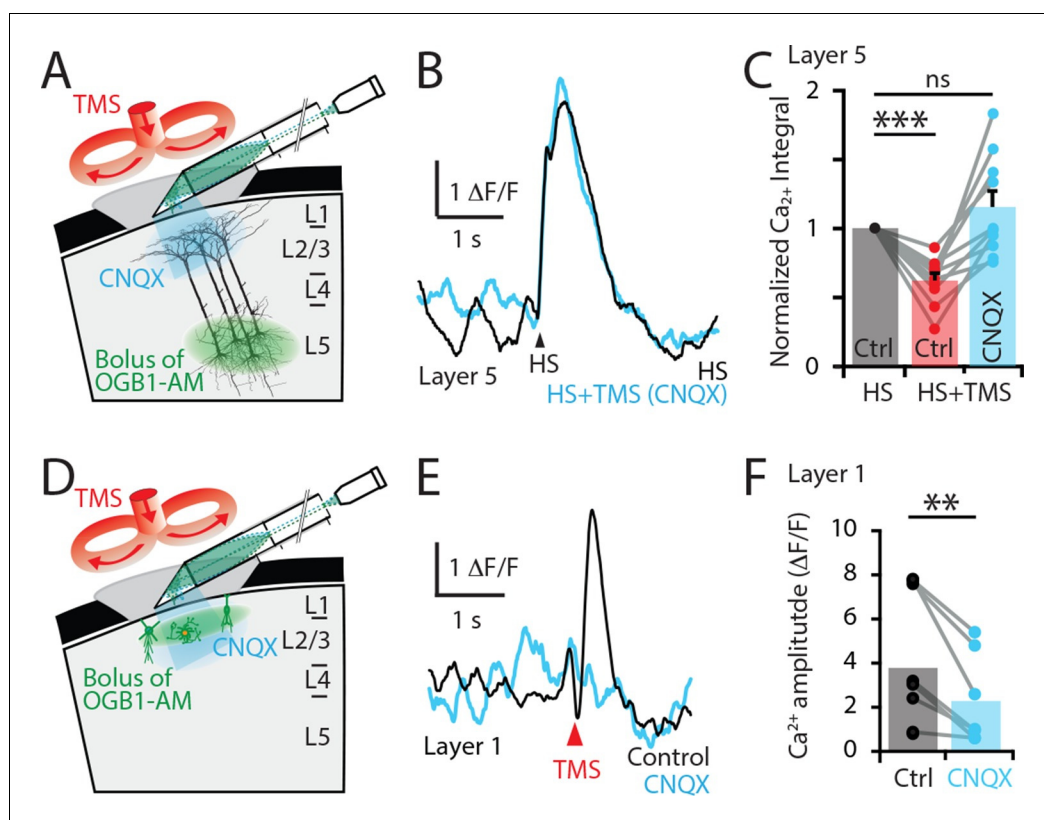 A
TMS
CNQX
Bolus of
OGB1-AM
L1
L2/3
L4
L5
B
1 ΔF/F
1 s
HS
Layer 5
HS
HS+TMS (CNQX)
C
Layer 5
ns
***
Normalized Ca2+ Integral
2
1
0
Ctrl
Ctrl
CNQX
HS
HS+TMS
D
TMS
CNQX
Bolus of
OGB1-AM
L1
L2/3
L4
L5
E
1 ΔF/F
1 s
Layer 1
TMS
Control
CNQX
F
Layer 1
**
Ca2+ amplitutde (ΔF/F)
10
8
6
4
2
0
Ctrl
CNQX